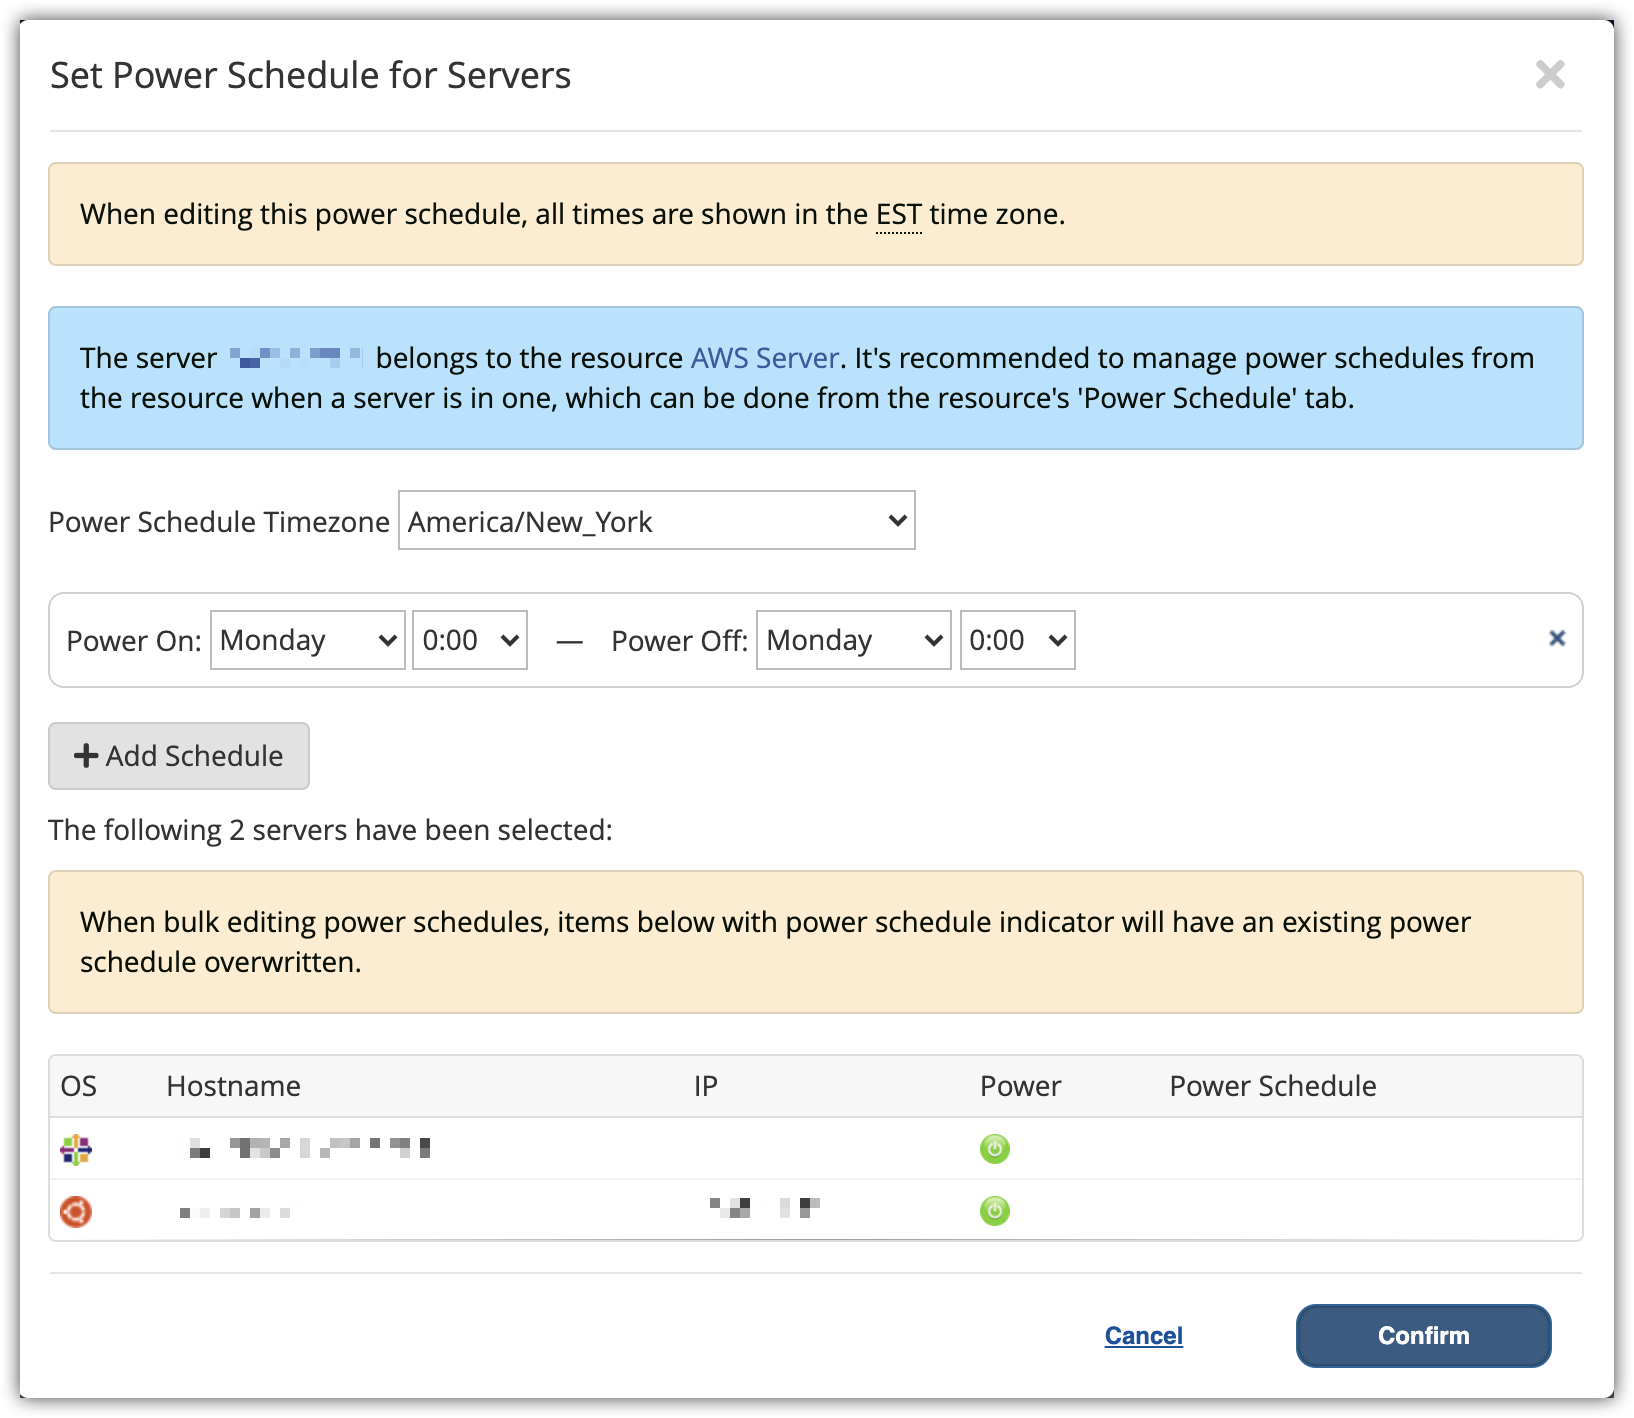 Set Power Schedule for Servers
When editing this power schedule, all times are shown in the EST time zone.
The server belongs to the resource AWS Server. It's recommended to manage power schedules from
the resource when a server is in one, which can be done from the resource's 'Power Schedule' tab.
Power Schedule Timezone America/New_York
Power On: Monday 0:00 — Power Off: Monday 0:00
Add Schedule
The following 2 servers have been selected:
When bulk editing power schedules, items below with power schedule indicator will have an existing power
schedule overwritten.
OS Hostname IP Power Power Schedule
Cancel Confirm